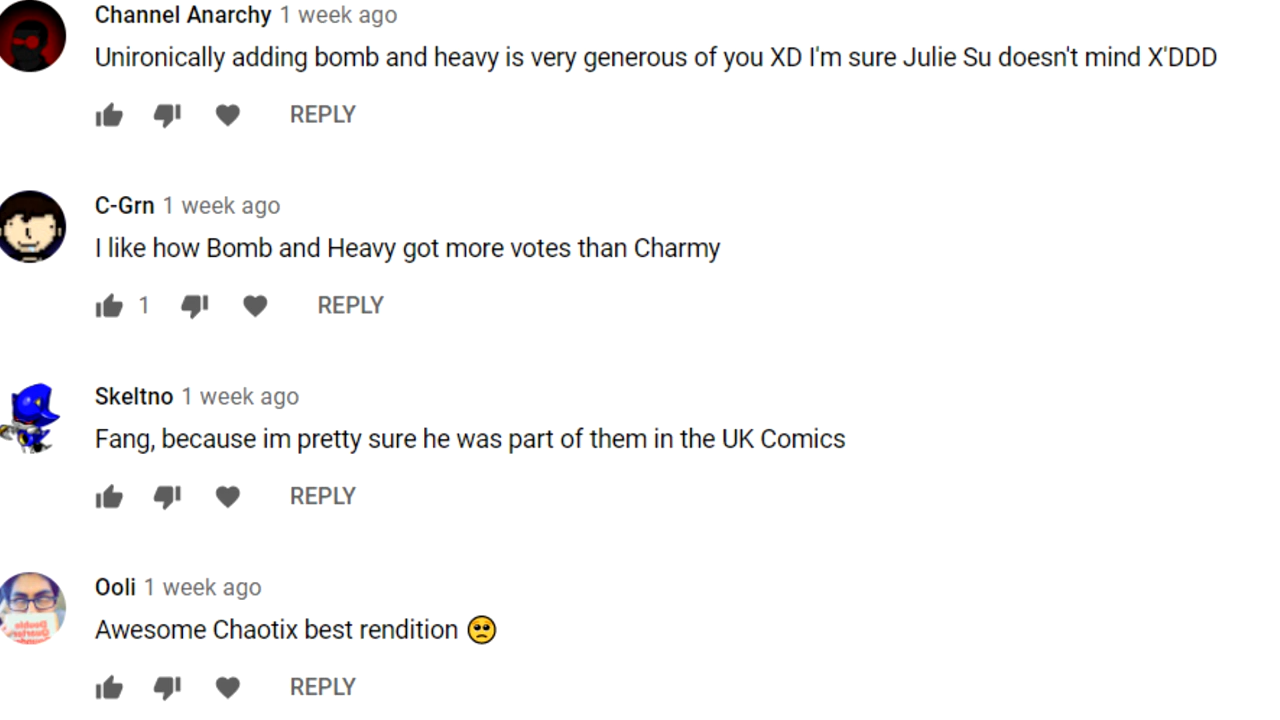 Channel Anarchy 1 week ago
Unironically adding bomb and heavy is very generous of you XD I'm sure Julie Su doesn't mind X'DDD
REPLY
C-Grn 1 week ago
I like how Bomb and Heavy got more votes than Charmy
1 REPLY
Skeltno 1 week ago
Fang, because im pretty sure he was part of them in the UK Comics
REPLY
Ooli 1 week ago
Awesome Chaotix best rendition 🥺
REPLY